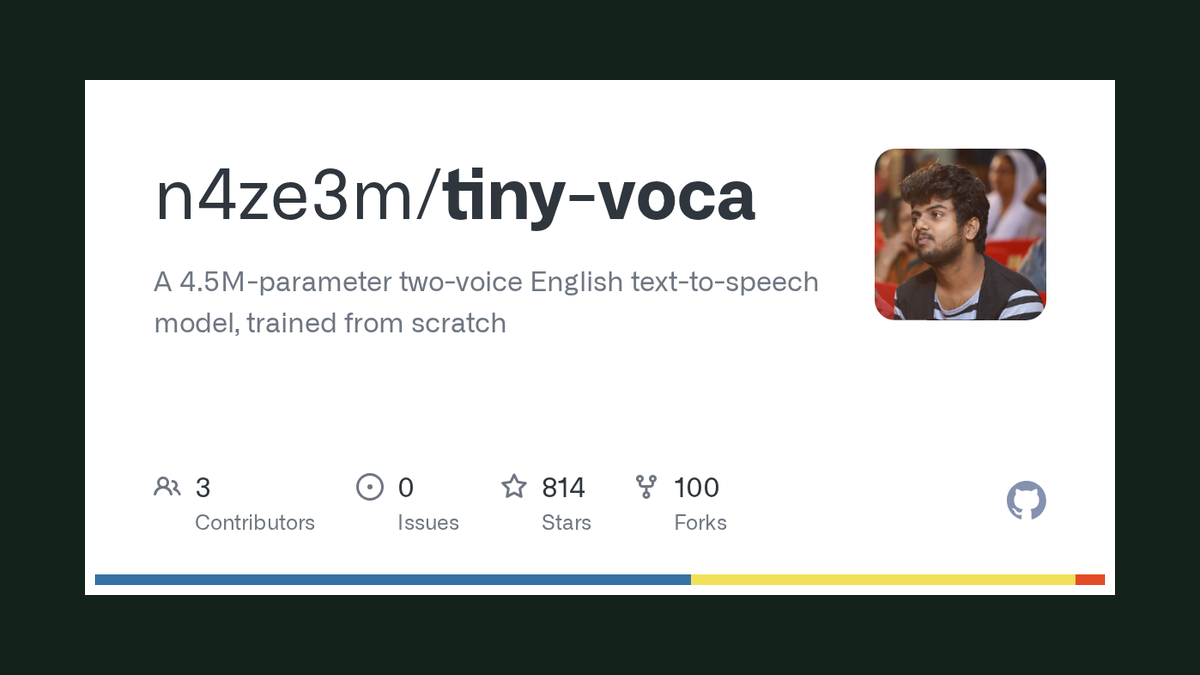 n4ze3m/tiny-voca
A 4.5M-parameter two-voice English text-to-speech
model, trained from scratch
3
Contributors
0
Issues
814
Stars
100
Forks